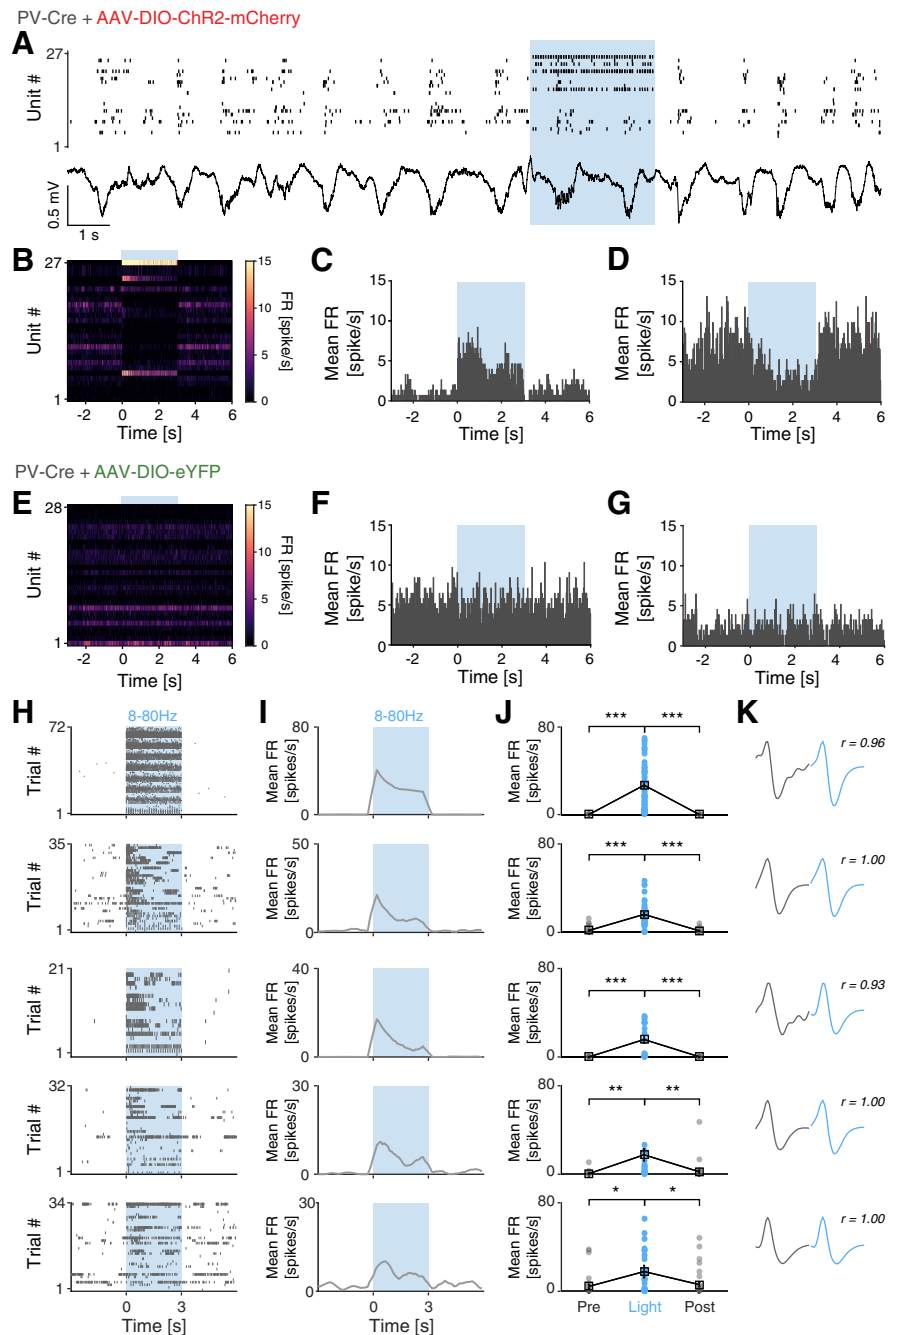 PV-Cre + AAV-DIO-ChR2-mCherry
A
27
Unit #
1
0.5 mV
1 s
B
27
Unit #
1
-2 0 2 4 6
Time [s]
15
10
5
0
FR [spike/s]
C
15
10
5
0
Mean FR
[spike/s]
-2 0 2 4 6
Time [s]
D
15
10
5
0
Mean FR
[spike/s]
-2 0 2 4 6
Time [s]
PV-Cre + AAV-DIO-eYFP
E
28
Unit #
1
-2 0 2 4 6
Time [s]
15
10
5
0
FR [spike/s]
F
15
10
5
0
Mean FR
[spike/s]
-2 0 2 4 6
Time [s]
G
15
10
5
0
Mean FR
[spike/s]
-2 0 2 4 6
Time [s]
H
8-80Hz
72
Trial #
1
I
8-80Hz
80
Mean FR
[spikes/s]
0
J
80
Mean FR
[spikes/s]
0
*** ***
K
r = 0.96
35
Trial #
1
50
Mean FR
[spikes/s]
0
80
Mean FR
[spikes/s]
0
*** ***
r = 1.00
21
Trial #
1
40
Mean FR
[spikes/s]
0
80
Mean FR
[spikes/s]
0
*** ***
r = 0.93
32
Trial #
1
30
Mean FR
[spikes/s]
0
80
Mean FR
[spikes/s]
0
** **
r = 1.00
34
Trial #
1
0 3
Time [s]
30
Mean FR
[spikes/s]
0
0 3
Time [s]
80
Mean FR
[spikes/s]
0
* *
Pre Light Post
r = 1.00